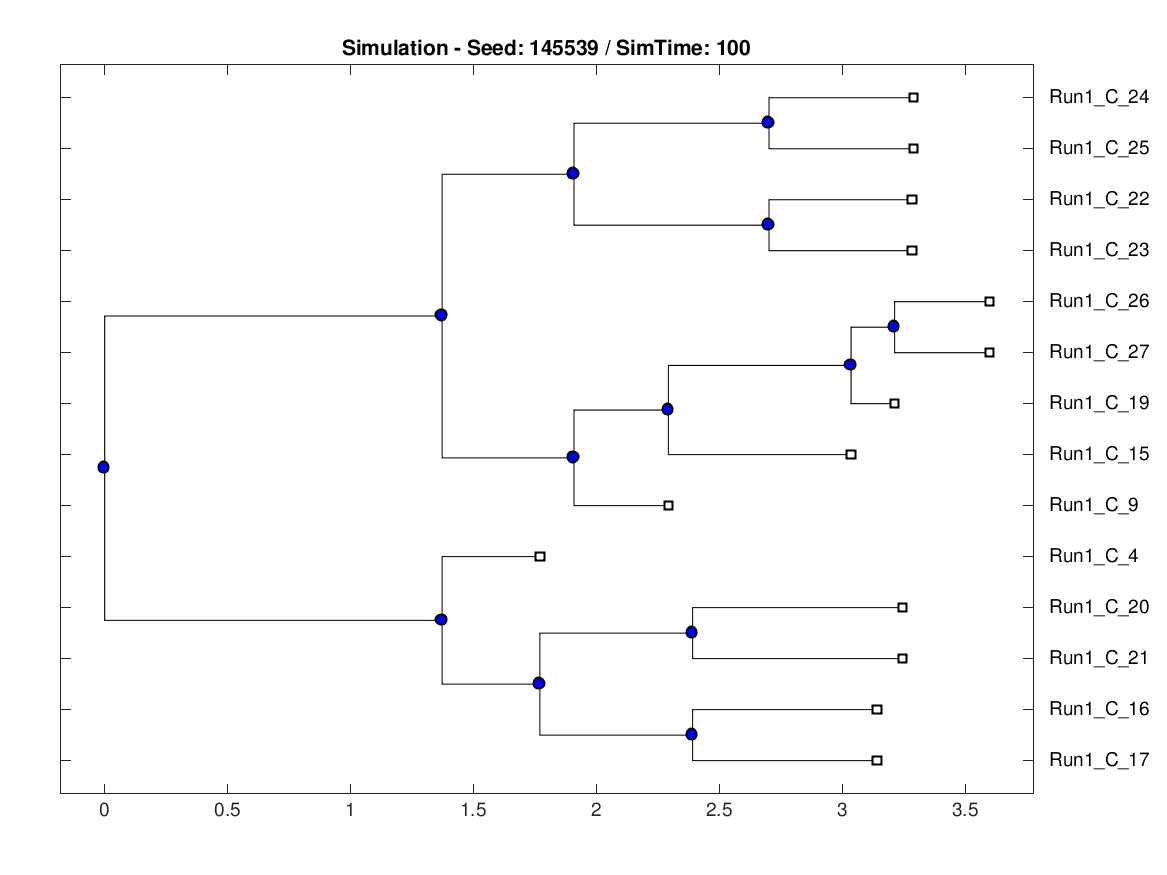 Simulation - Seed: 145539 / SimTime: 100
Run1_C_24
Run1_C_25
Run1_C_22
Run1_C_23
Run1_C_26
Run1_C_27
Run1_C_19
Run1_C_15
Run1_C_9
Run1_C_4
Run1_C_20
Run1_C_21
Run1_C_16
Run1_C_17
0 0.5 1 1.5 2 2.5 3 3.5